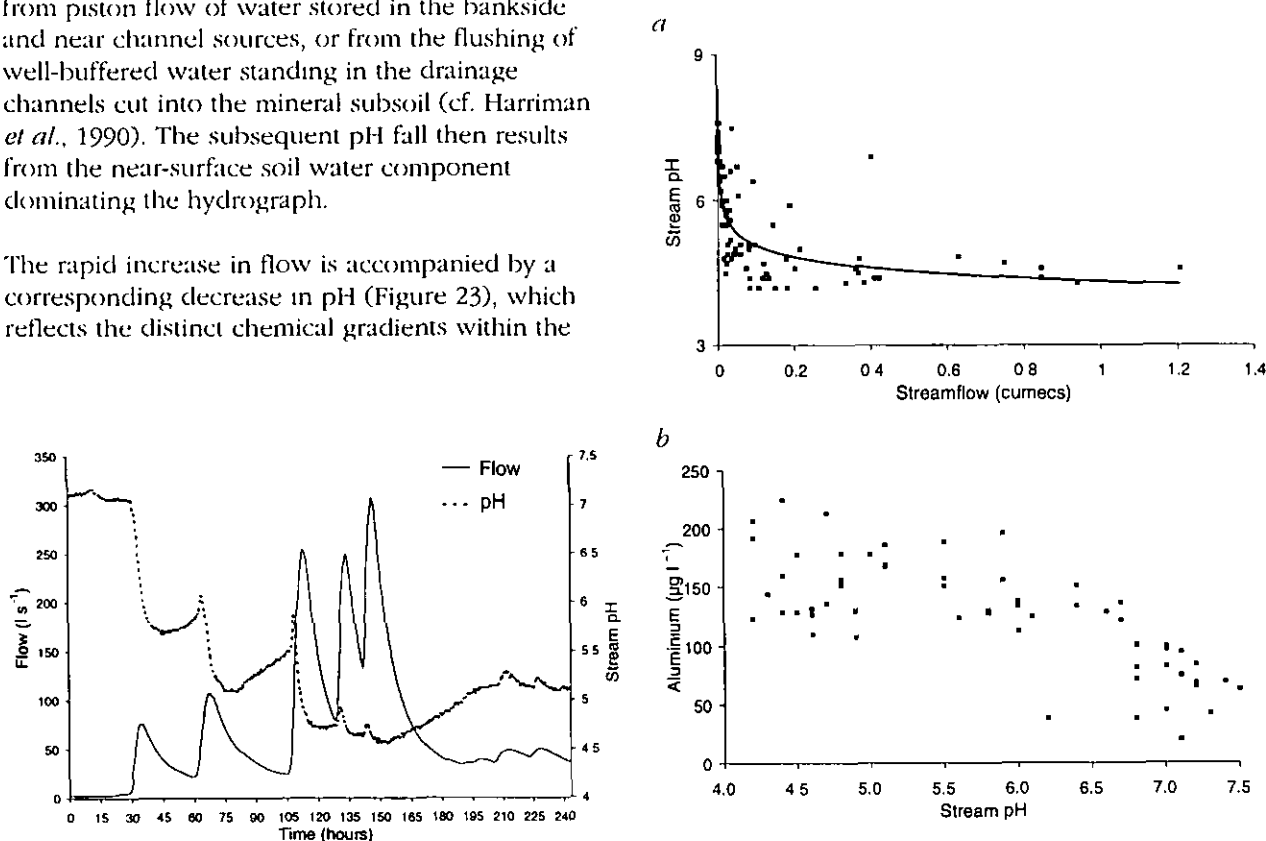 from piston flow of water stored in the bankside
and near channel sources, or from the flushing of
well-buffered water standing in the drainage
channels cut into the mineral subsoil (cf. Harriman
et al., 1990). The subsequent pH fall then results
from the near-surface soil water component
dominating the hydrograph.
The rapid increase in flow is accompanied by a
corresponding decrease in pH (Figure 23), which
reflects the distinct chemical gradients within the
a
9
6
3
Stream pH
0 0.2 0 4 0.6 0 8 1 1.2 1.4
Streamflow (cumecs)
350
300
250
200
150
100
50
0
Flow (l s⁻¹)
Flow
pH
7.5
7
6 5
6
5.5
5
4 5
4
Stream pH
0 15 30 45 60 75 90 105 120 135 150 165 180 195 210 225 240
Time (hours)
b
250
200
150
100
50
0
Aluminium (µg l⁻¹)
4.0 4 5 5.0 5.5 6.0 6.5 7.0 7.5
Stream pH